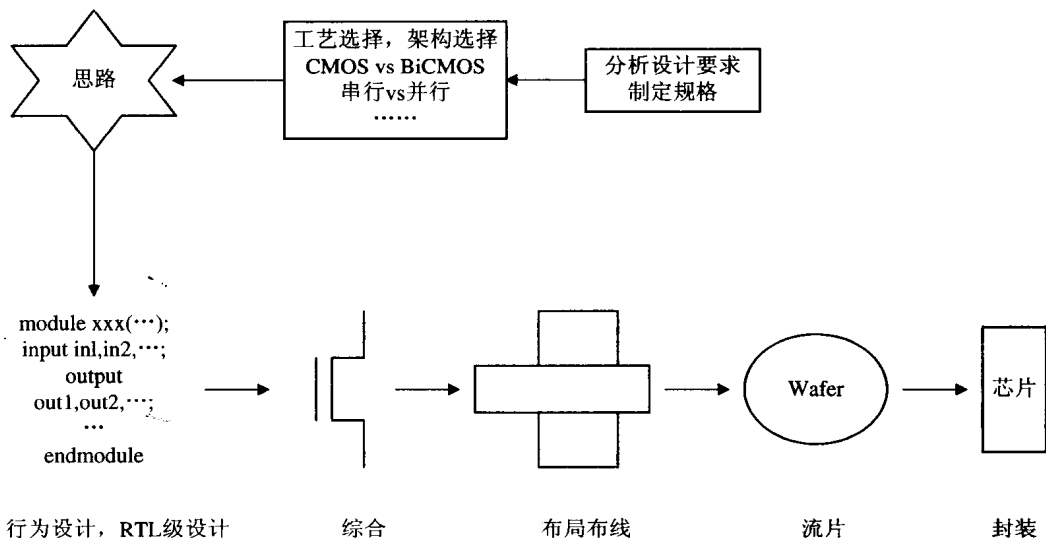 思路
工艺选择，架构选择
CMOS vs BiCMOS
串行vs并行
……
分析设计要求
制定规格
module xxx(…);
input inl,in2,…;
output
out1,out2,…;
…
endmodule
Wafer
芯片
行为设计，RTL级设计
综合
布局布线
流片
封装